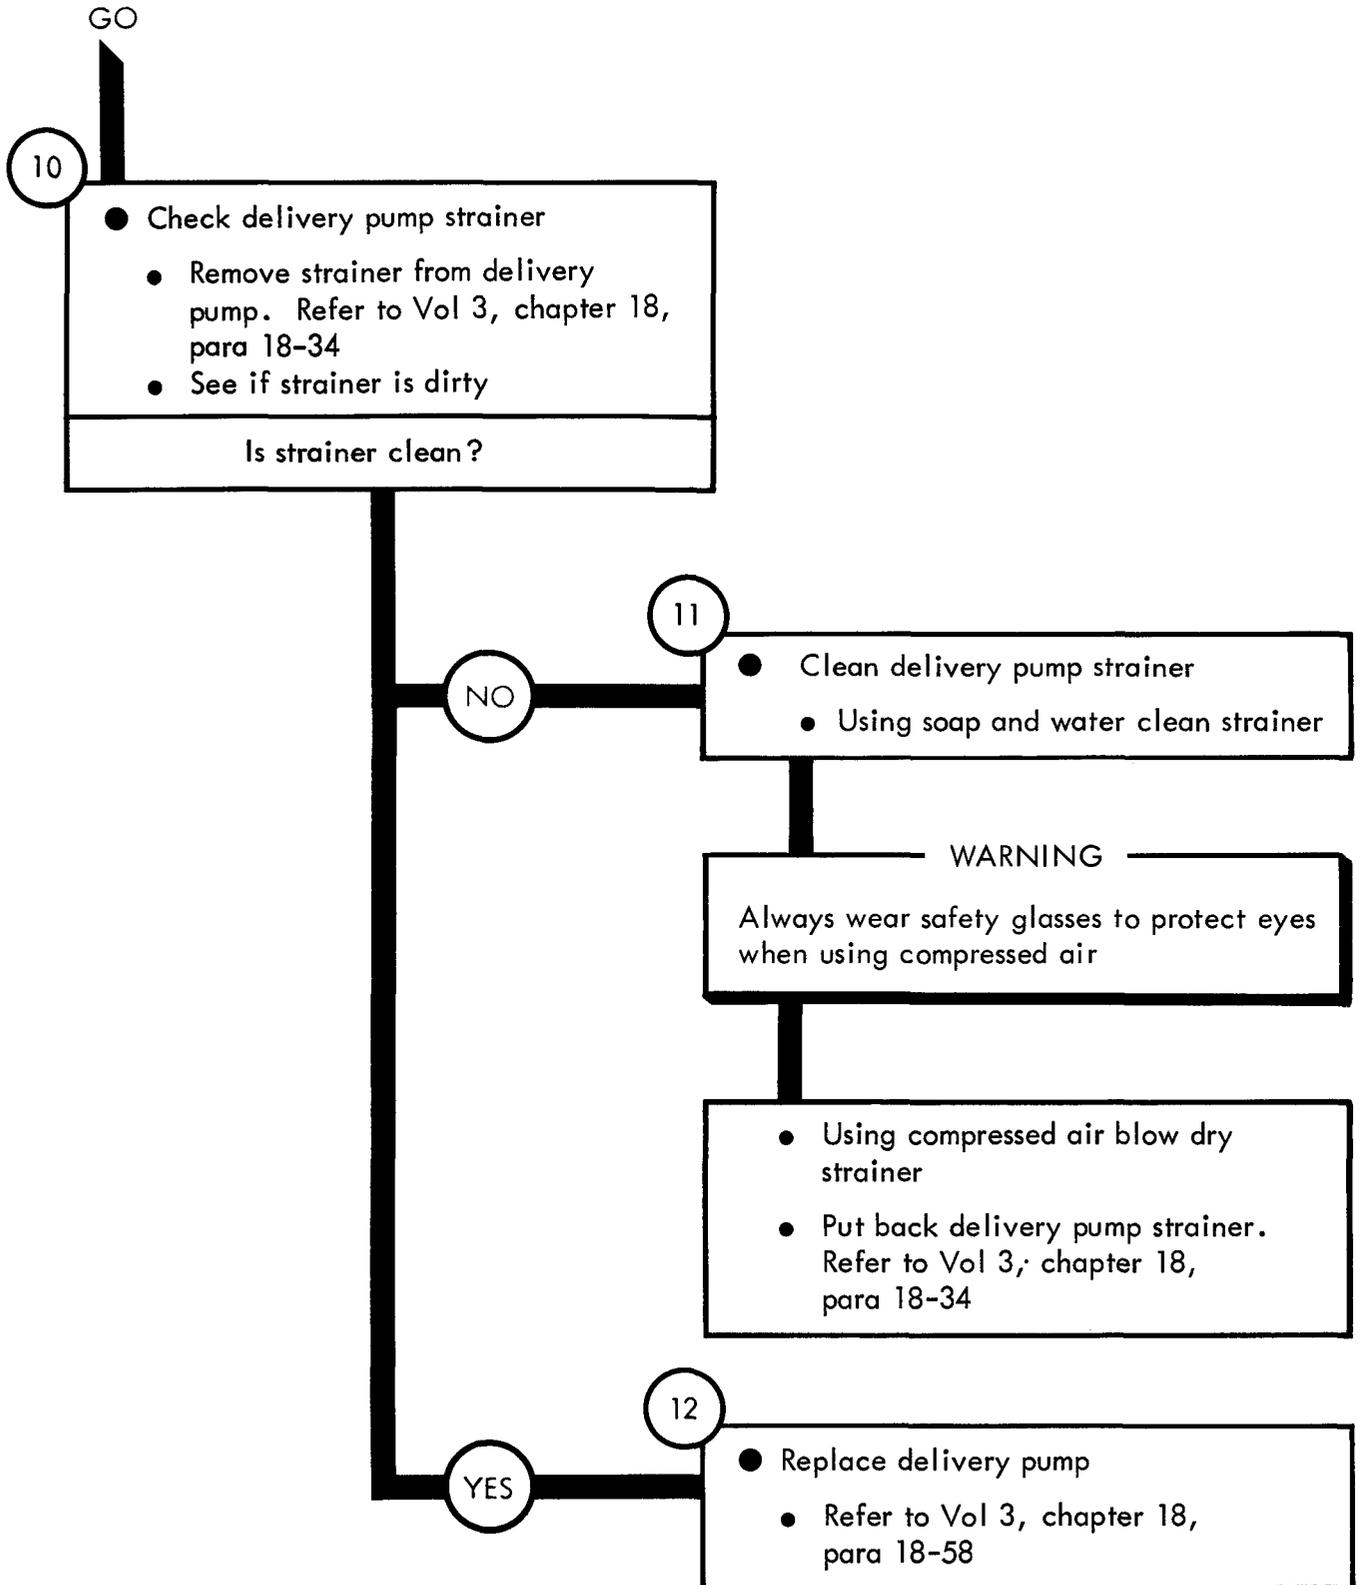 GO
10
● Check delivery pump strainer
● Remove strainer from delivery
pump. Refer to Vol 3, chapter 18,
para 18-34
● See if strainer is dirty
Is strainer clean?
11
NO
● Clean delivery pump strainer
● Using soap and water clean strainer
WARNING
Always wear safety glasses to protect eyes
when using compressed air
● Using compressed air blow dry
strainer
● Put back delivery pump strainer.
Refer to Vol 3, chapter 18,
para 18-34
12
YES
● Replace delivery pump
● Refer to Vol 3, chapter 18,
para 18-58